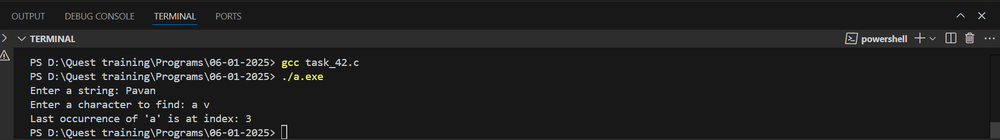 OUTPUT DEBUG CONSOLE TERMINAL PORTS
TERMINAL powershell
PS D:\Quest training\Programs\06-01-2025> gcc task_42.c
PS D:\Quest training\Programs\06-01-2025> ./a.exe
Enter a string: Pavan
Enter a character to find: a v
Last occurrence of 'a' is at index: 3
PS D:\Quest training\Programs\06-01-2025>